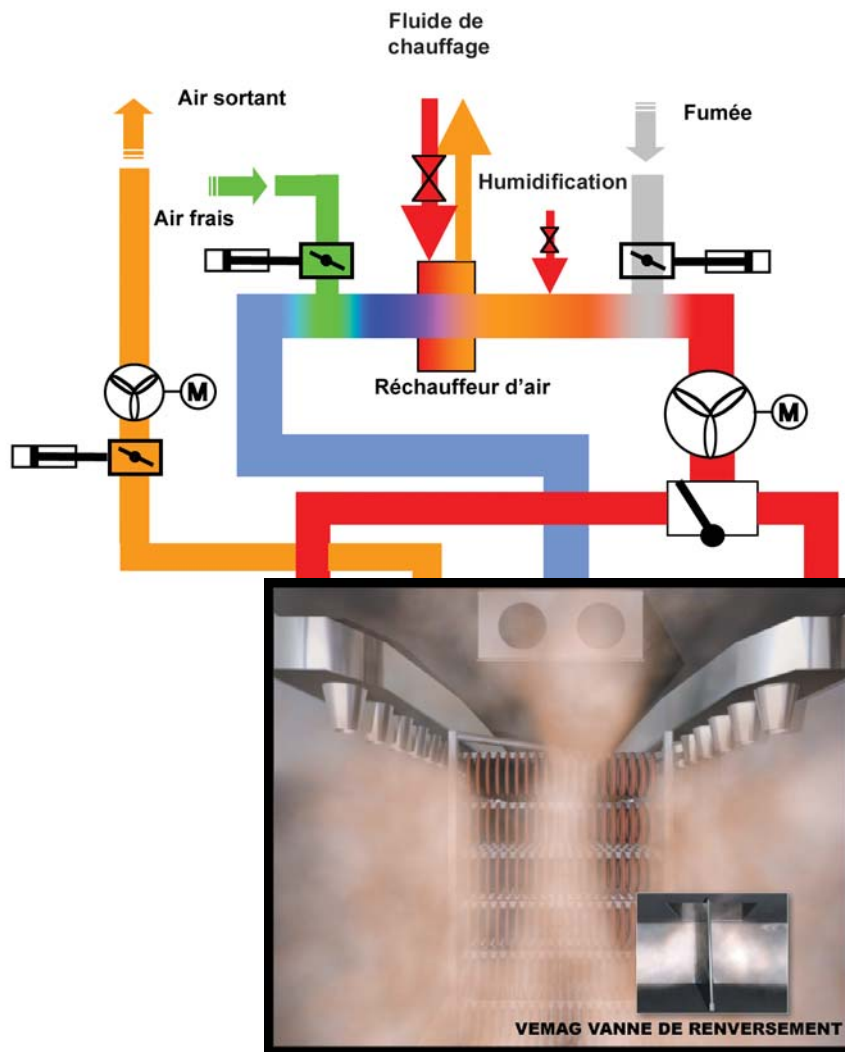 Fluide de
chauffage
Air sortant
Fumée
Humidification
Air frais
Réchauffeur d'air
M
M
VEMAG VANNE DE RENVERSEMENT